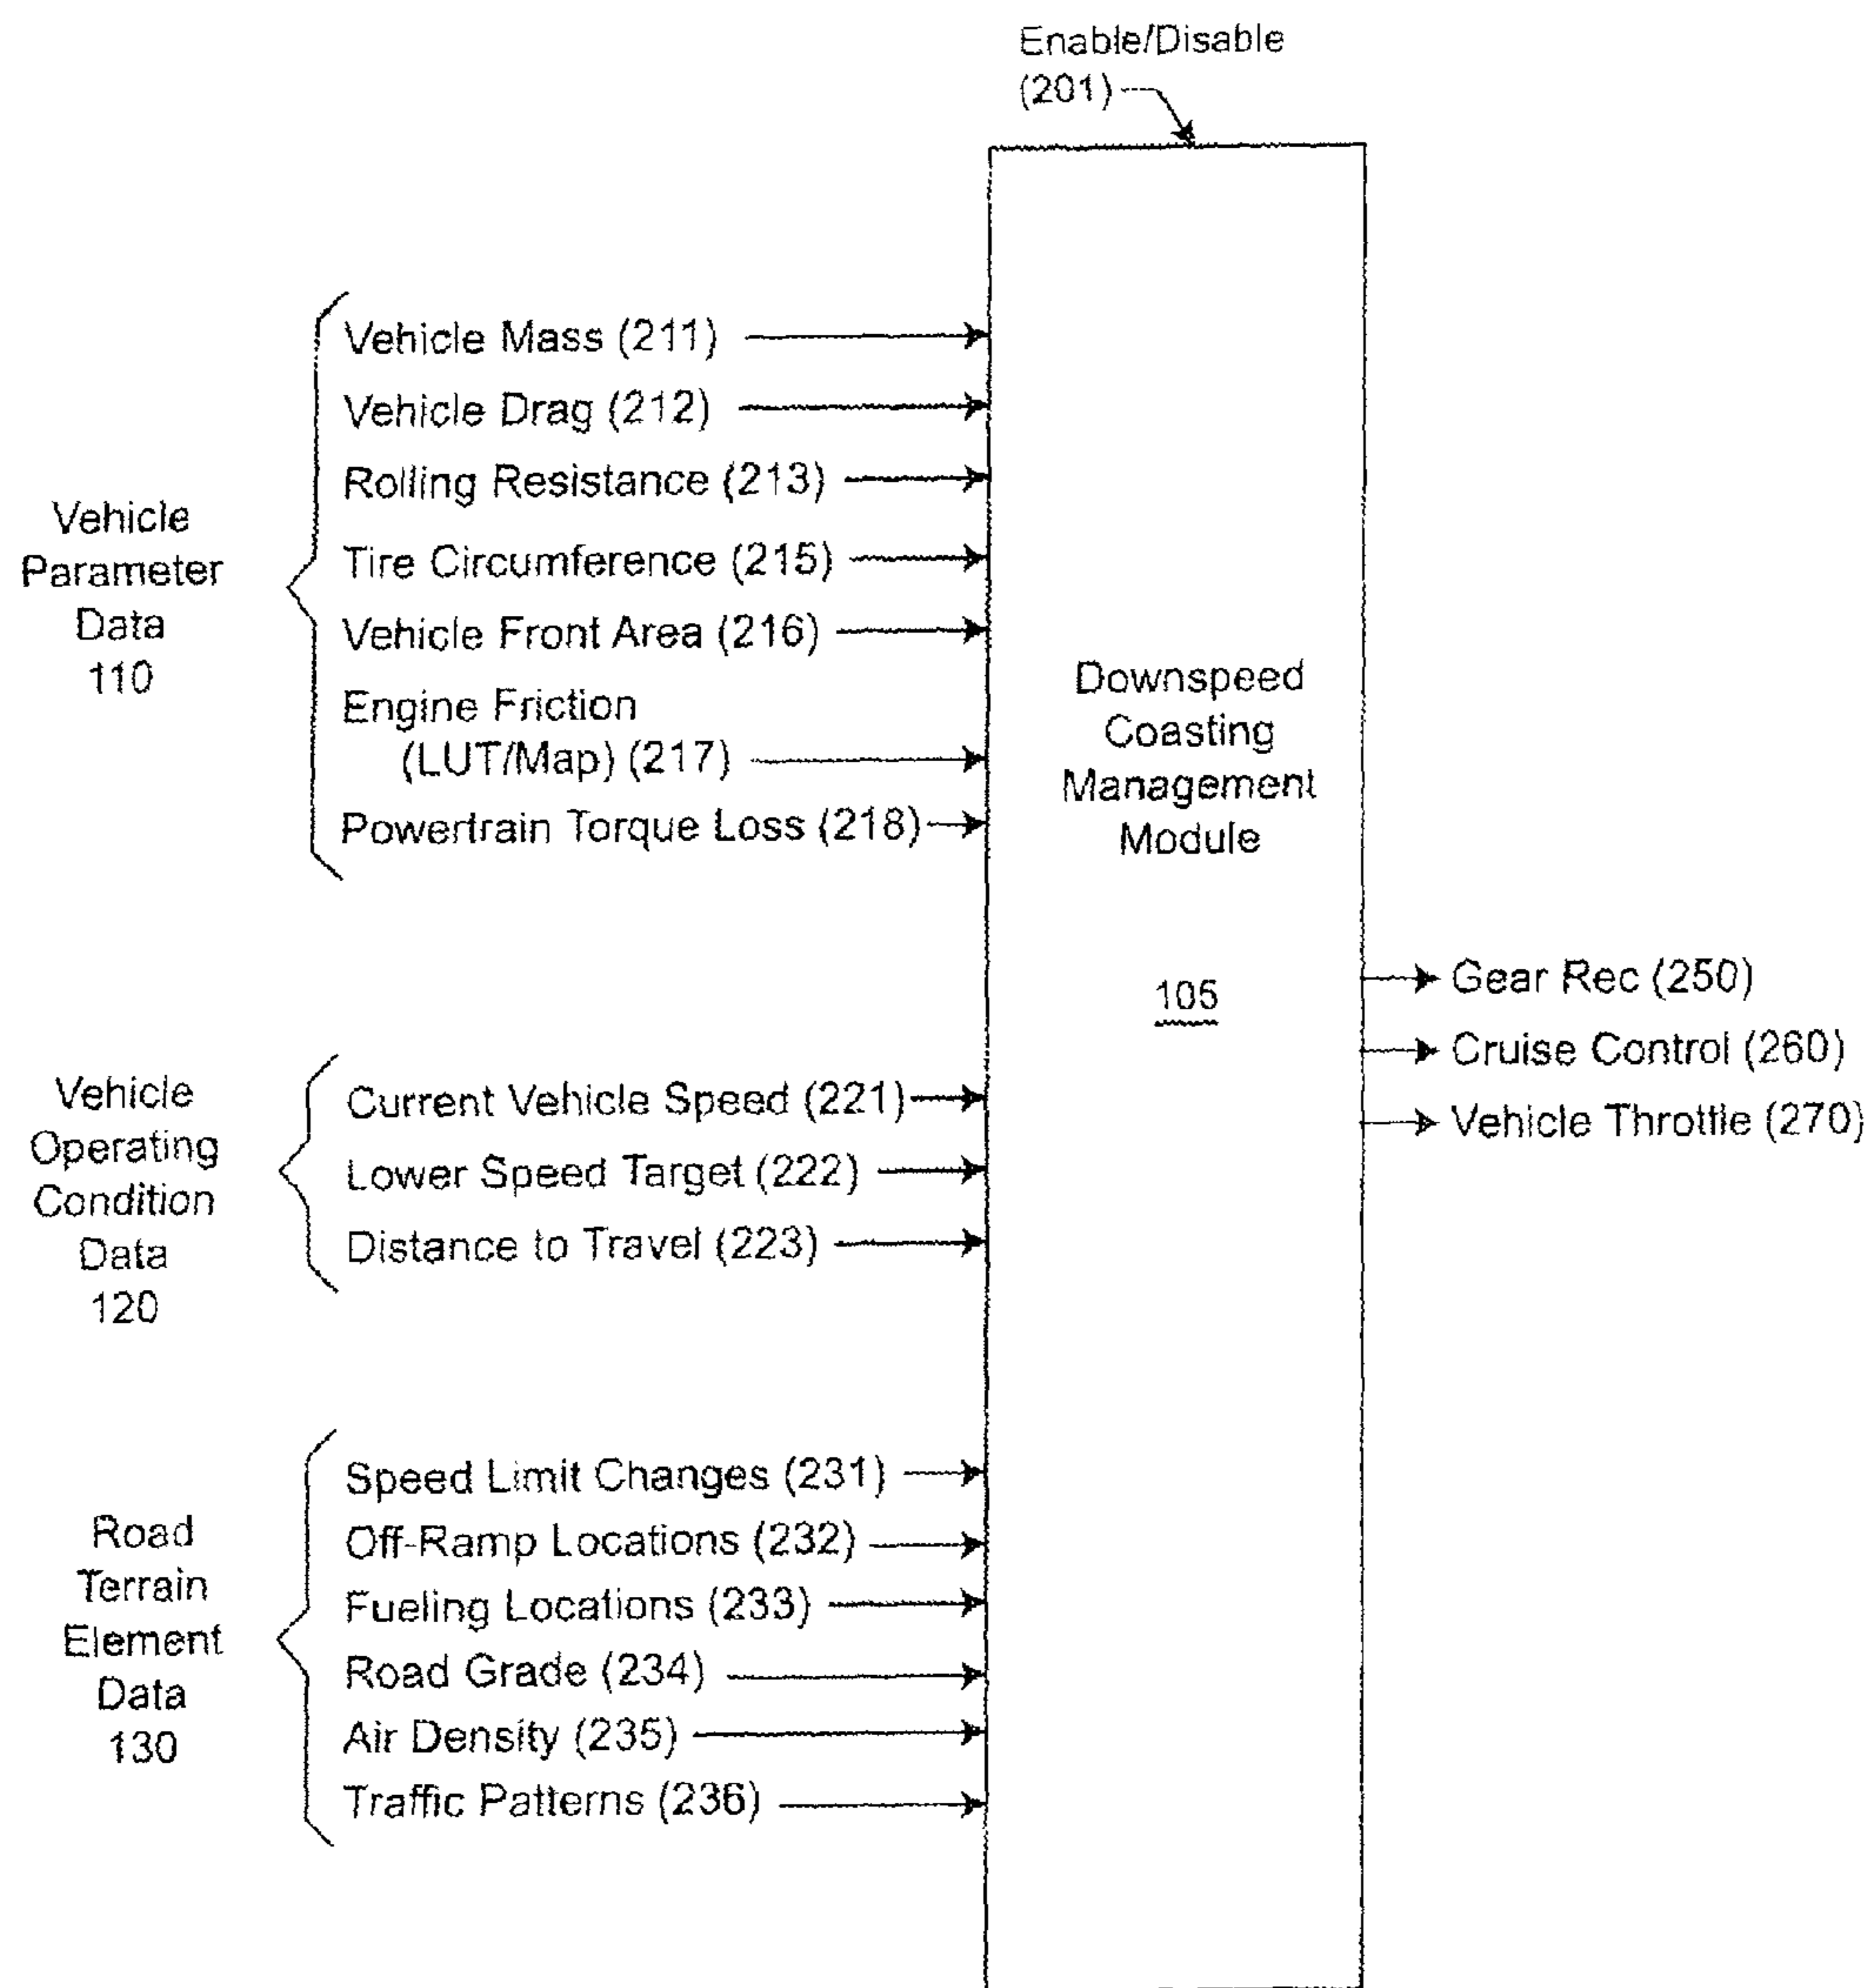 Enable/Disable
(201)
Vehicle
Parameter
Data
110
Vehicle Mass (211)
Vehicle Drag (212)
Rolling Resistance (213)
Tire Circumference (215)
Vehicle Front Area (216)
Engine Friction
(LUT/Map) (217)
Powertrain Torque Loss (218)
Downspeed
Coasting
Management
Module
105
Gear Rec (250)
Cruise Control (260)
Vehicle Throttle (270)
Vehicle
Operating
Condition
Data
120
Current Vehicle Speed (221)
Lower Speed Target (222)
Distance to Travel (223)
Road
Terrain
Element
Data
130
Speed Limit Changes (231)
Off-Ramp Locations (232)
Fueling Locations (233)
Road Grade (234)
Air Density (235)
Traffic Patterns (236)